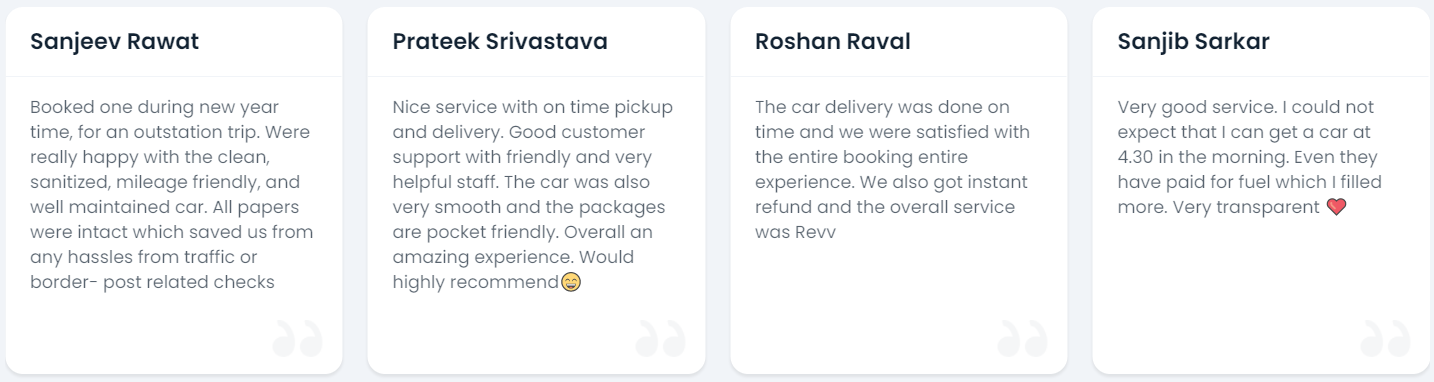 Sanjeev Rawat
Booked one during new year
time, for an outstation trip. Were
really happy with the clean,
sanitized, mileage friendly, and
well maintained car. All papers
were intact which saved us from
any hassles from traffic or
border- post related checks
Prateek Srivastava
Nice service with on time pickup
and delivery. Good customer
support with friendly and very
helpful staff. The car was also
very smooth and the packages
are pocket friendly. Overall an
amazing experience. Would
highly recommend😄
Roshan Raval
The car delivery was done on
time and we were satisfied with
the entire booking entire
experience. We also got instant
refund and the overall service
was Revv
Sanjib Sarkar
Very good service. I could not
expect that I can get a car at
4.30 in the morning. Even they
have paid for fuel which I filled
more. Very transparent ❤️